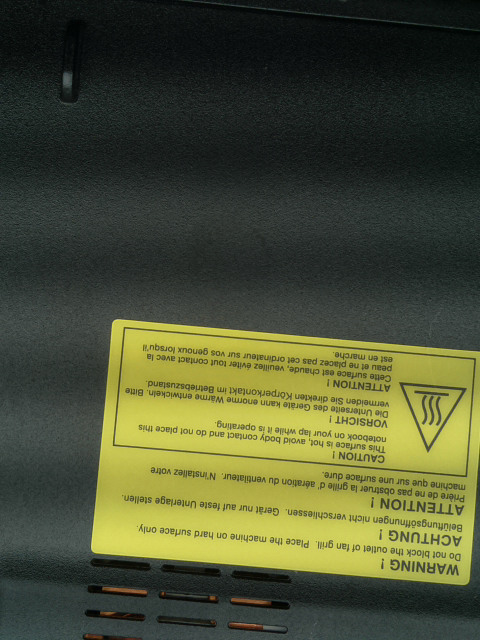 WARNING !
Do not block the outlet of fan grill. Place the machine on hard surface only.
ACHTUNG !
Belüftungsöffnungen nicht verschliessen. Gerät nur auf feste Unterlage stellen.
ATTENTION !
Prière de ne pas obstruer la grille d'aération du ventilateur. N'installez votre
machine que sur une surface dure.
CAUTION !
This surface is hot, avoid body contact and do not place this
notebook on your lap while it is operating.
VORSICHT !
Die Unterseite des Geräts kann enorme Wärme entwickeln. Bitte
vermeiden Sie direkten Körperkontakt im Betriebszustand.
ATTENTION !
Cette surface est chaude, veuillez éviter tout contact avec la
peau et ne placez pas cet ordinateur sur vos genoux lorsqu'il
est en marche.